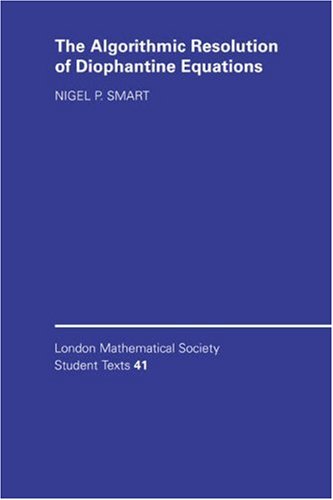 The Algorithmic Resolution
of Diophantine Equations
NIGEL P. SMART
London Mathematical Society
Student Texts 41